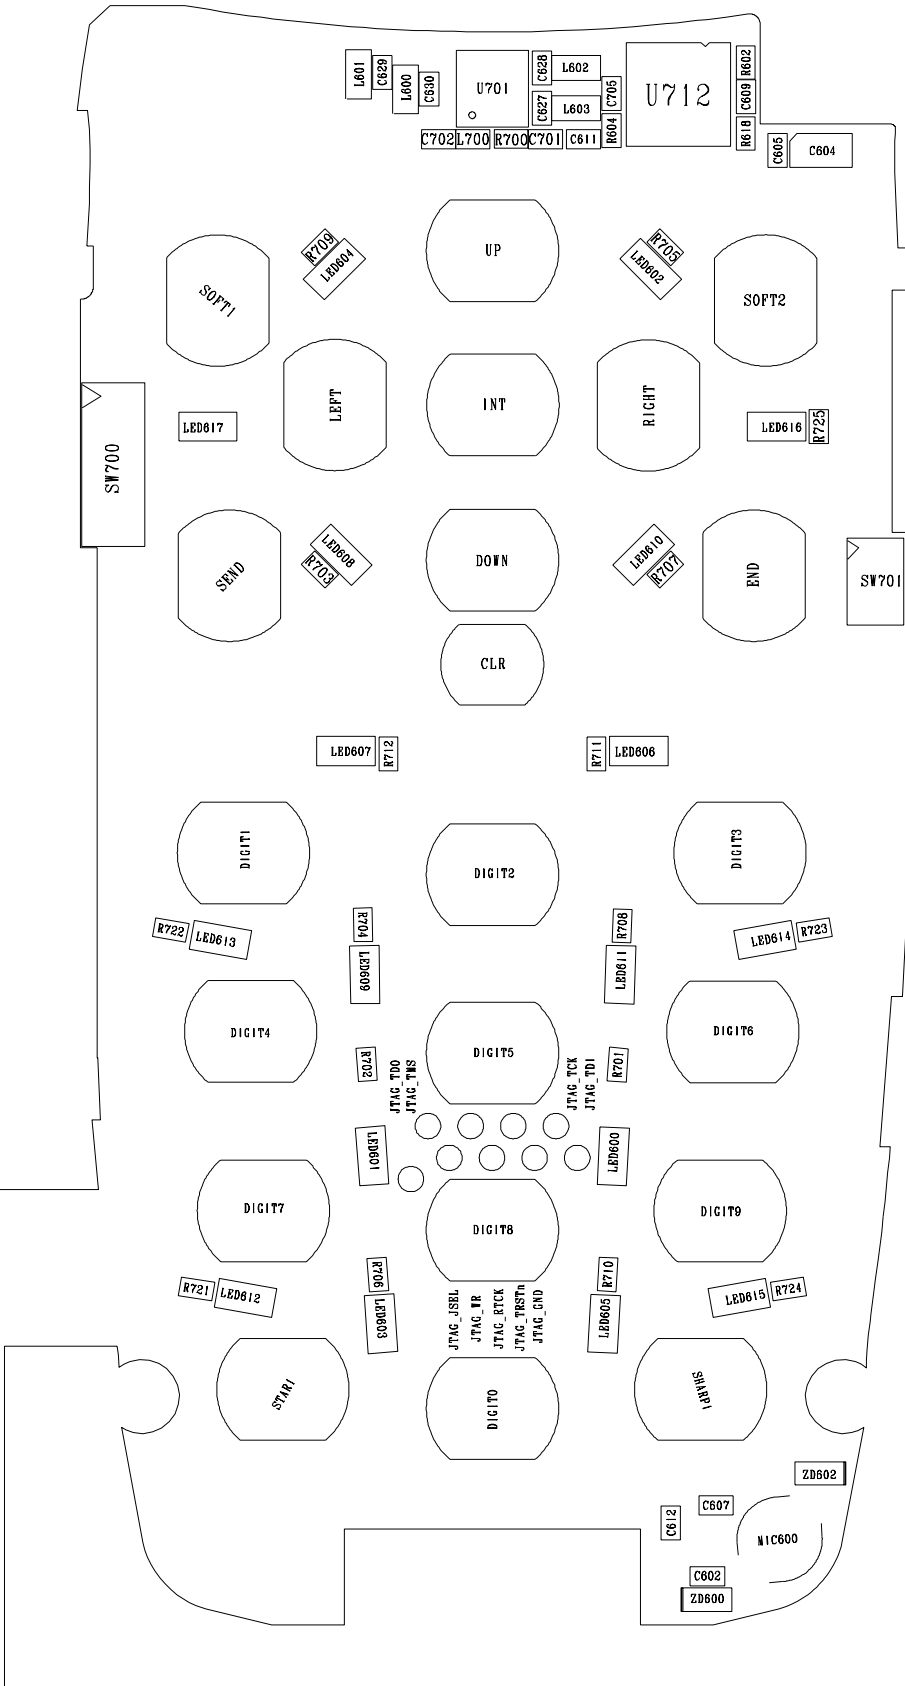 L601
C629
L600
C630
U701
C628
L602
C705
U712
R602
C609
C627
L603
R604
R618
C702
L700
R700
C701
C611
C605
C604
R709
LED604
UP
R705
LED602
SOFT1
SOFT2
LEFT
INT
RIGHT
LED617
LED616
R725
SW700
LED608
R703
SEND
DOWN
LED610
R707
END
SW701
CLR
LED607
R712
R711
LED606
DIGIT1
DIGIT2
DIGIT3
R722
LED613
R704
R708
LED614
R723
LED609
LED611
DIGIT4
DIGIT5
DIGIT6
R702
JTAG_TDO
JTAG_TMS
JTAG_TCK
JTAG_TDI
R701
LED601
LED600
DIGIT7
DIGIT8
DIGIT9
R721
LED612
R706
R710
LED615
R724
LED603
JTAG_JSEL
JTAG_WR
JTAG_RTCK
JTAG_TRSTn
JTAG_GND
LED605
STAR1
DIGIT0
SHARP1
ZD602
C607
C612
MIC600
C602
ZD600